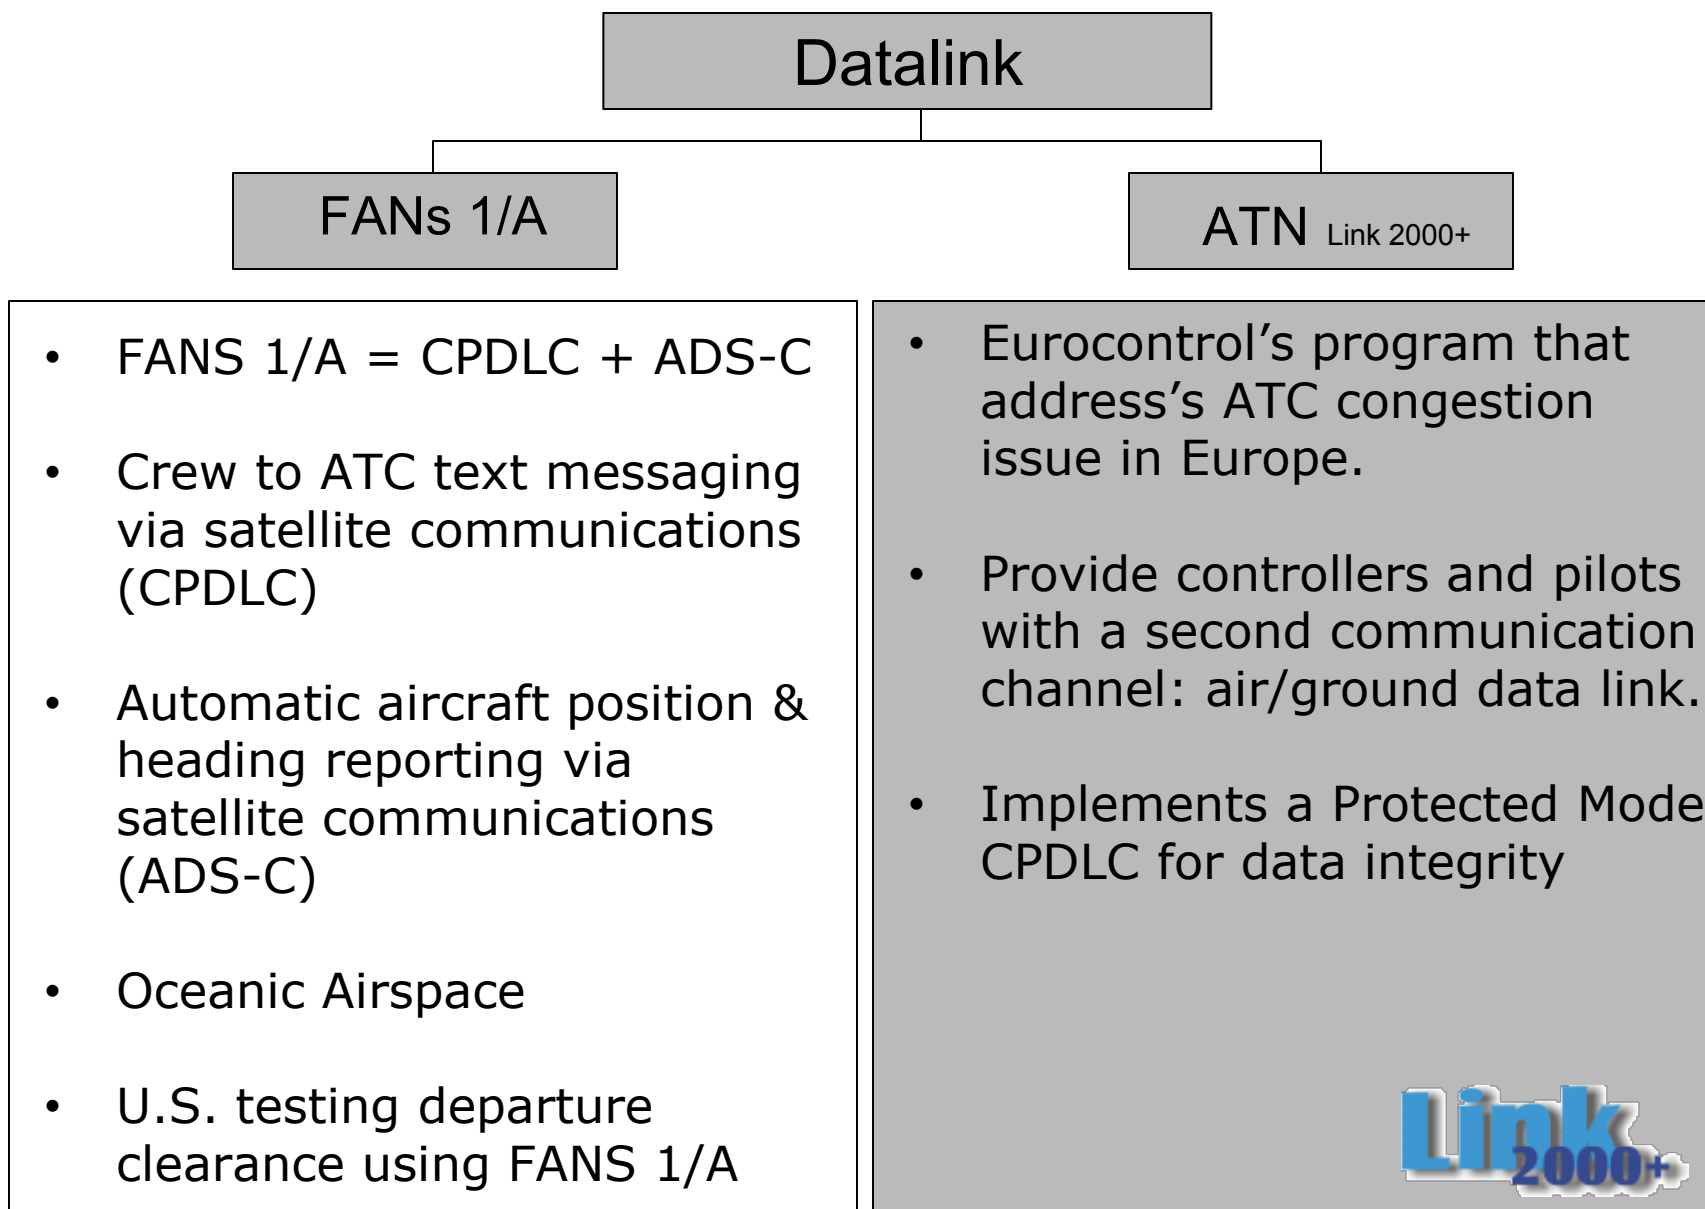 Datalink
FANs 1/A
ATN Link 2000+
• FANS 1/A = CPDLC + ADS-C
• Crew to ATC text messaging
via satellite communications
(CPDLC)
• Automatic aircraft position &
heading reporting via
satellite communications
(ADS-C)
• Oceanic Airspace
• U.S. testing departure
clearance using FANS 1/A
• Eurocontrol’s program that
address’s ATC congestion
issue in Europe.
• Provide controllers and pilots
with a second communication
channel: air/ground data link.
• Implements a Protected Mode
CPDLC for data integrity
Link
2000+